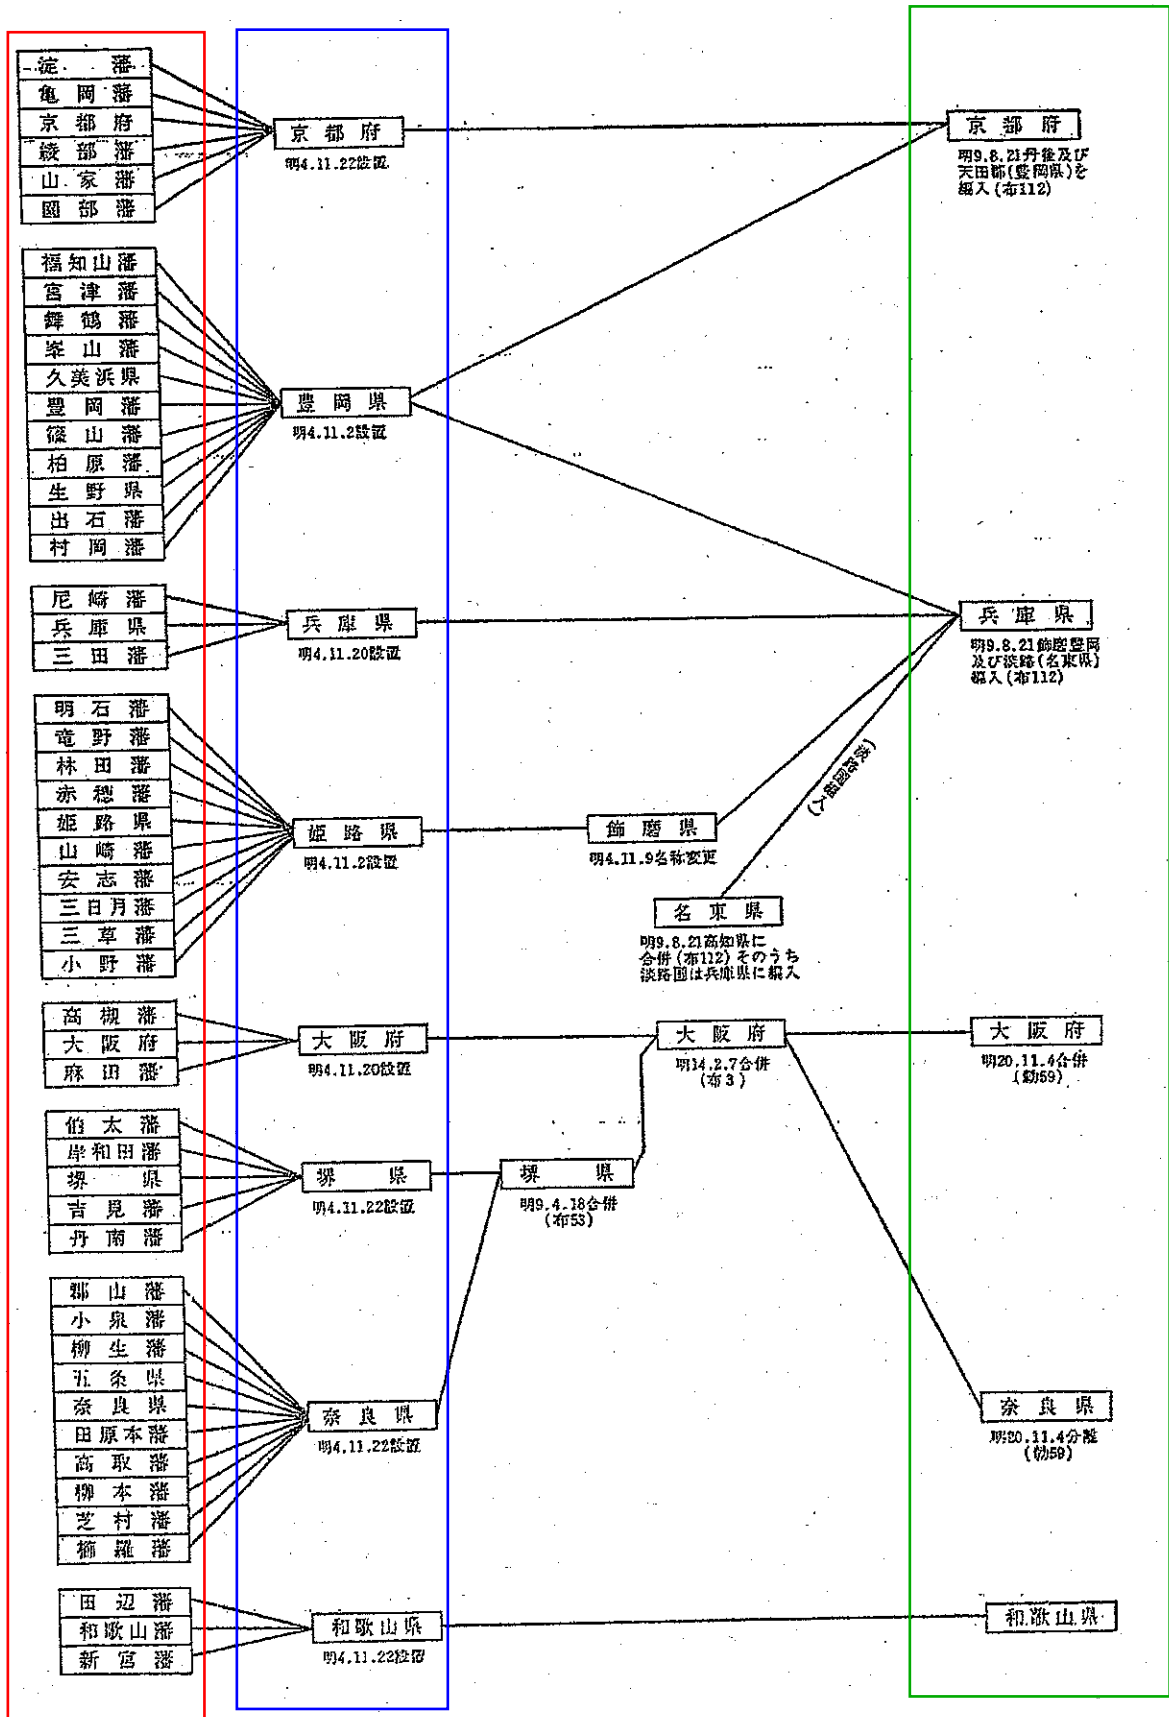 淀藩
亀岡藩
京都府
綾部藩
山家藩
園部藩
京都府
明4.11.22設置
京都府
明9.8.21丹後及び
天田郡(豊岡県)を
編入(布112)
福知山藩
宮津藩
舞鶴藩
峯山藩
久美浜県
豊岡藩
篠山藩
柏原藩
生野県
出石藩
村岡藩
豊岡県
明4.11.2設置
尼崎藩
兵庫県
三田藩
兵庫県
明4.11.20設置
兵庫県
明9.8.21飾磨豊岡
及び淡路(名東県)
編入(布112)
明石藩
竜野藩
林田藩
赤穂藩
姫路県
山崎藩
安志藩
三日月藩
三草藩
小野藩
姫路県
明4.11.2設置
飾磨県
明4.11.9名称変更
(淡路国編入)
名東県
明9.8.21高知県に
合併(布112)そのうち
淡路国は兵庫県に編入
高槻藩
大阪府
麻田藩
大阪府
明4.11.20設置
大阪府
明14.2.7合併
(布3)
大阪府
明20.11.4合併
(勅59)
伯太藩
岸和田藩
堺県
吉見藩
丹南藩
堺県
明4.11.22設置
堺県
明9.4.18合併
(布53)
郡山藩
小泉藩
柳生藩
五条県
奈良県
田原本藩
高取藩
柳本藩
芝村藩
櫛羅藩
奈良県
明4.11.22設置
奈良県
明20.11.4分離
(勅59)
田辺藩
和歌山藩
新宮藩
和歌山県
明4.11.22設置
和歌山県